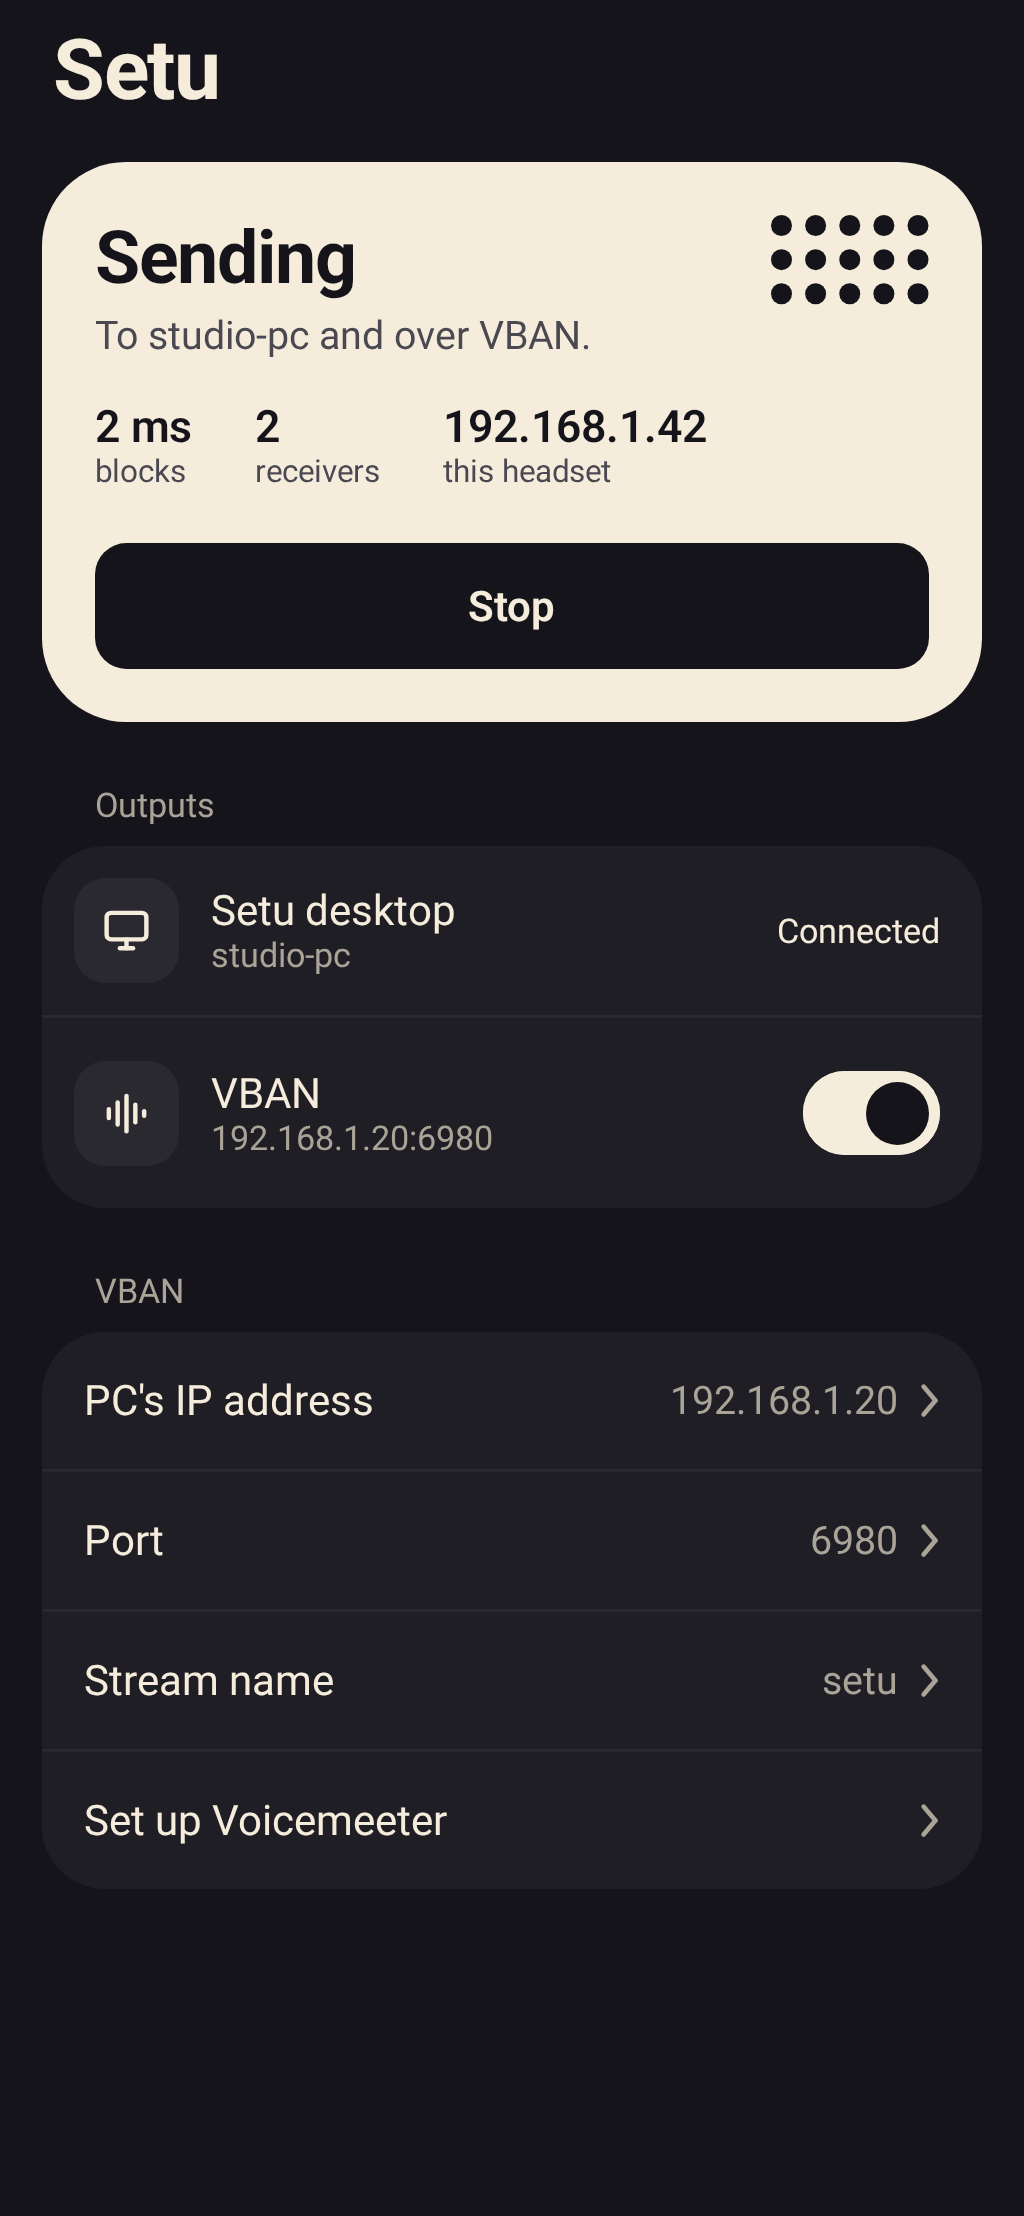 Setu
Sending
To studio-pc and over VBAN.
2 ms
blocks
2
receivers
192.168.1.42
this headset
Stop
Outputs
Setu desktop
studio-pc
Connected
VBAN
192.168.1.20:6980
VBAN
PC's IP address
192.168.1.20
Port
6980
Stream name
setu
Set up Voicemeeter